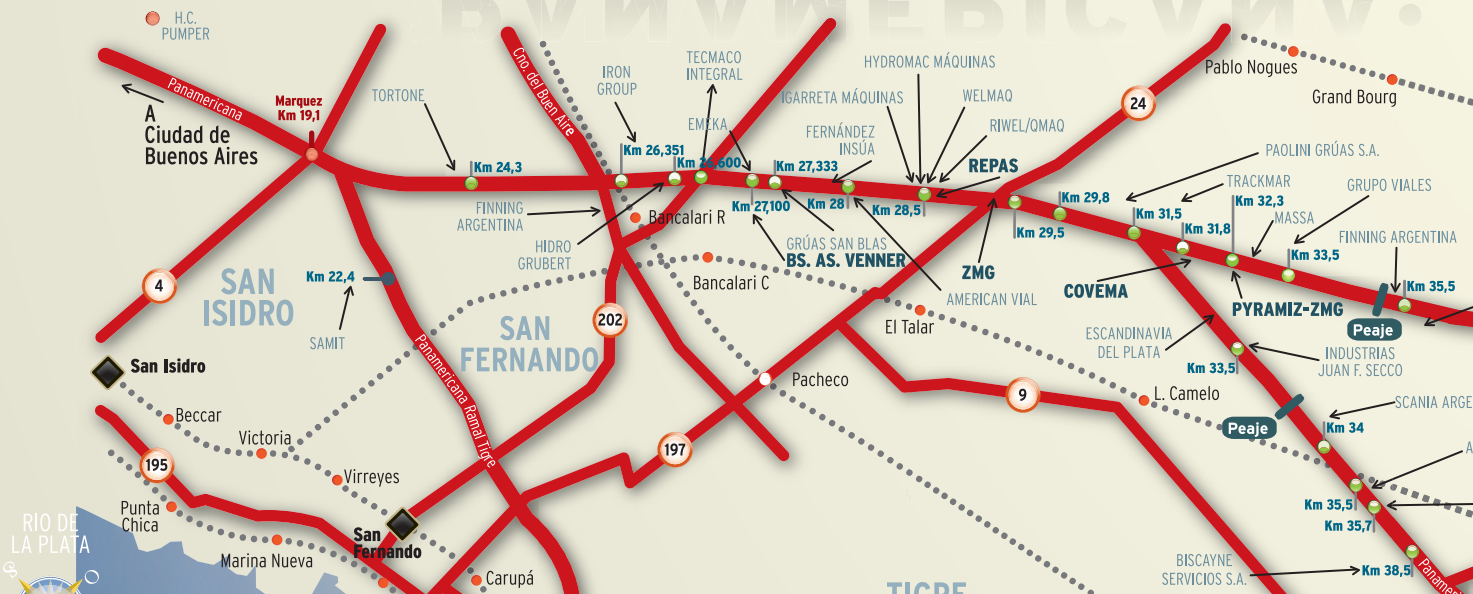 PANAMERICANA
H.C.
PUMPER
Panamericana
A
Ciudad de
Buenos Aires
Marquez
Km 19,1
TORTONE
Km 24,3
Cno. del Buen Aire
IRON
GROUP
Km 26,351
TECMACO
INTEGRAL
Km 26,600
EMEKA
Km 27,100
IGARRETA MÁQUINAS
Km 27,333
FERNÁNDEZ
INSÚA
Km 28
HYDROMAC MÁQUINAS
WELMAQ
RIWEL/QMAQ
REPAS
Km 28,5
24
Pablo Nogues
Grand Bourg
PAOLINI GRÚAS S.A.
TRACKMAR
Km 29,8
Km 29,5
Km 31,5
Km 31,8
Km 32,3
MASSA
GRUPO VIALES
Km 33,5
FINNING ARGENTINA
Km 35,5
Peaje
FINNING
ARGENTINA
Bancalari R
HIDRO
GRUBERT
GRÚAS SAN BLAS
BS. AS. VENNER
Bancalari C
AMERICAN VIAL
ZMG
COVEMA
PYRAMIZ-ZMG
4
SAN
ISIDRO
Km 22,4
SAMIT
Panamericana Ramal Tigre
SAN
FERNANDO
202
El Talar
ESCANDINAVIA
DEL PLATA
INDUSTRIAS
JUAN F. SECCO
Km 33,5
San Isidro
Beccar
Victoria
Virreyes
Pacheco
9
L. Camelo
Peaje
SCANIA ARGE
Km 34
A
195
197
Punta
Chica
San
Fernando
Marina Nueva
Carupá
RIO DE
LA PLATA
O
TIGRE
Km 35,5
Km 35,7
BISCAYNE
SERVICIOS S.A.
Km 38,5
Paname